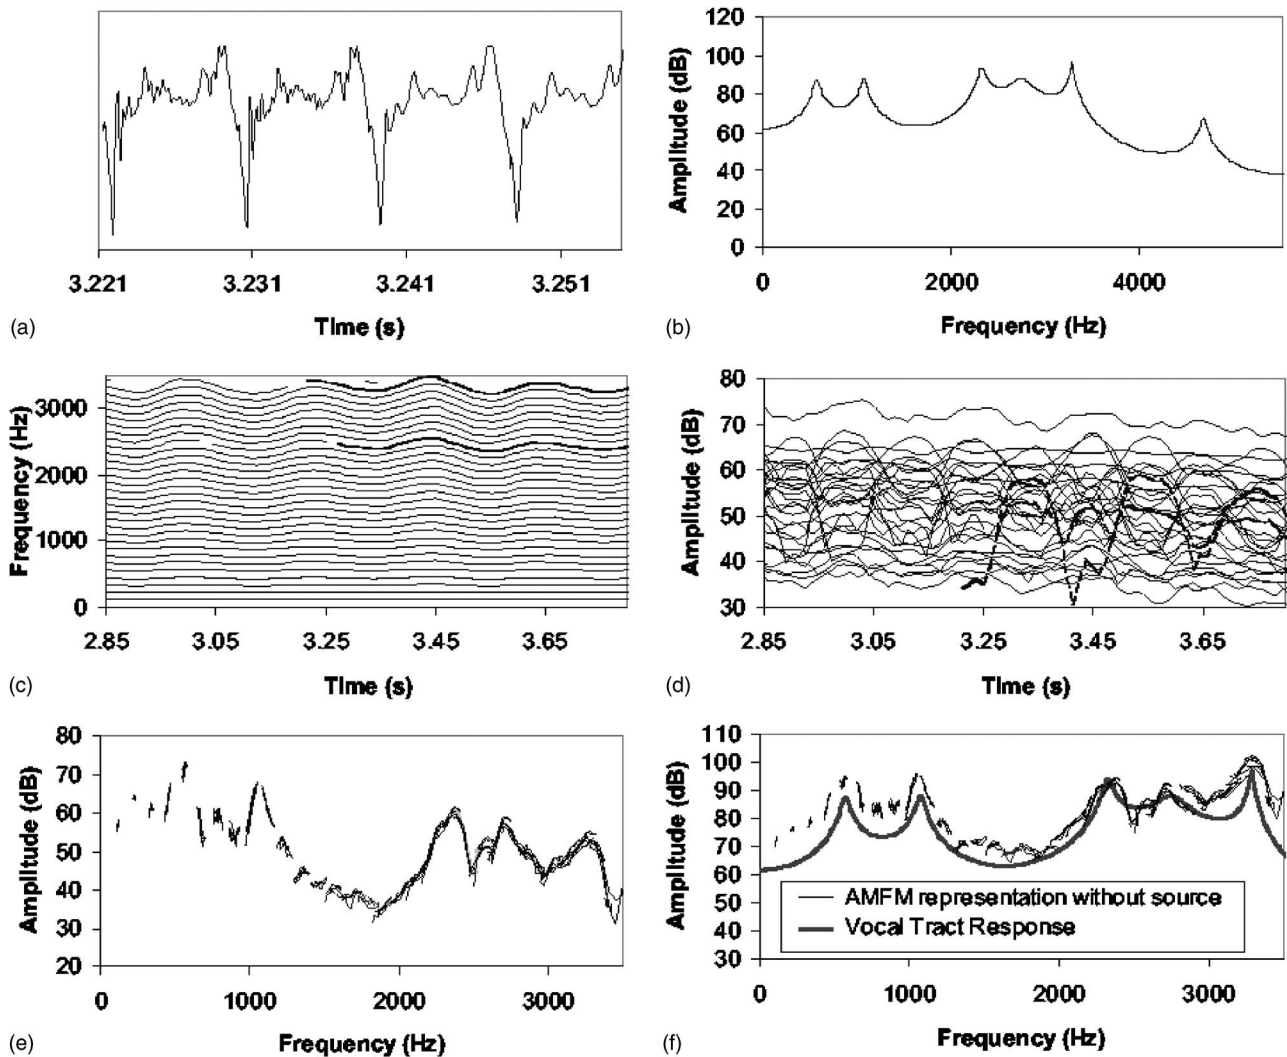 3.221 3.231 3.241 3.251
Time (s)
(a)
120
100
80
60
40
20
0
Amplitude (dB)
0 2000 4000
Frequency (Hz)
(b)
3000
2000
1000
0
Frequency (Hz)
2.85 3.05 3.25 3.45 3.65
Time (s)
(c)
80
70
60
50
40
30
Amplitude (dB)
2.85 3.05 3.25 3.45 3.65
Time (s)
(d)
80
70
60
50
40
30
20
Amplitude (dB)
0 1000 2000 3000
Frequency (Hz)
(e)
110
100
90
80
70
60
50
40
30
Amplitude (dB)
AMFM representation without source
Vocal Tract Response
0 1000 2000 3000
Frequency (Hz)
(f)